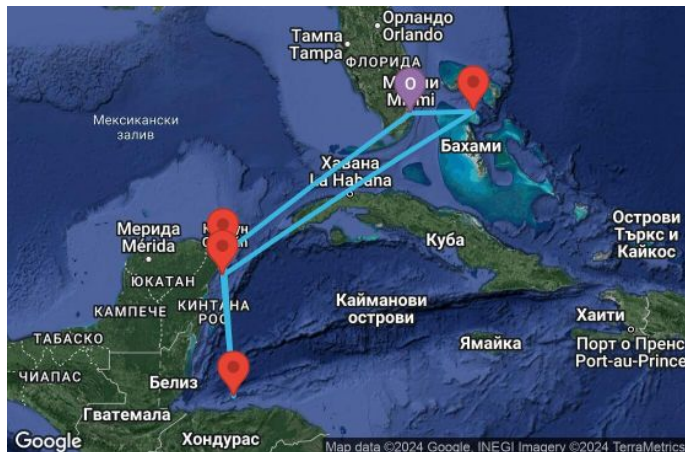 Орландо
Orlando
Тампа
Tampa
ФЛОРИДА
Miami
Мексикански
залив
Бахами
Хавана
La Habana
Мерида
Mérida
ЮКАТАН
Куба
Острови
Търкс и
Кайкос
КАМПЕЧЕ
КИНТАНА
Кайманови
острови
Хаити
ТАБАСКО
Ямайка
Порт о Пренс
Port-au-Prince
ЧИАПАС
Белиз
Гватемала
Хондурас
Google
Map data ©2024 Google, INEGI Imagery ©2024 TerraMetrics